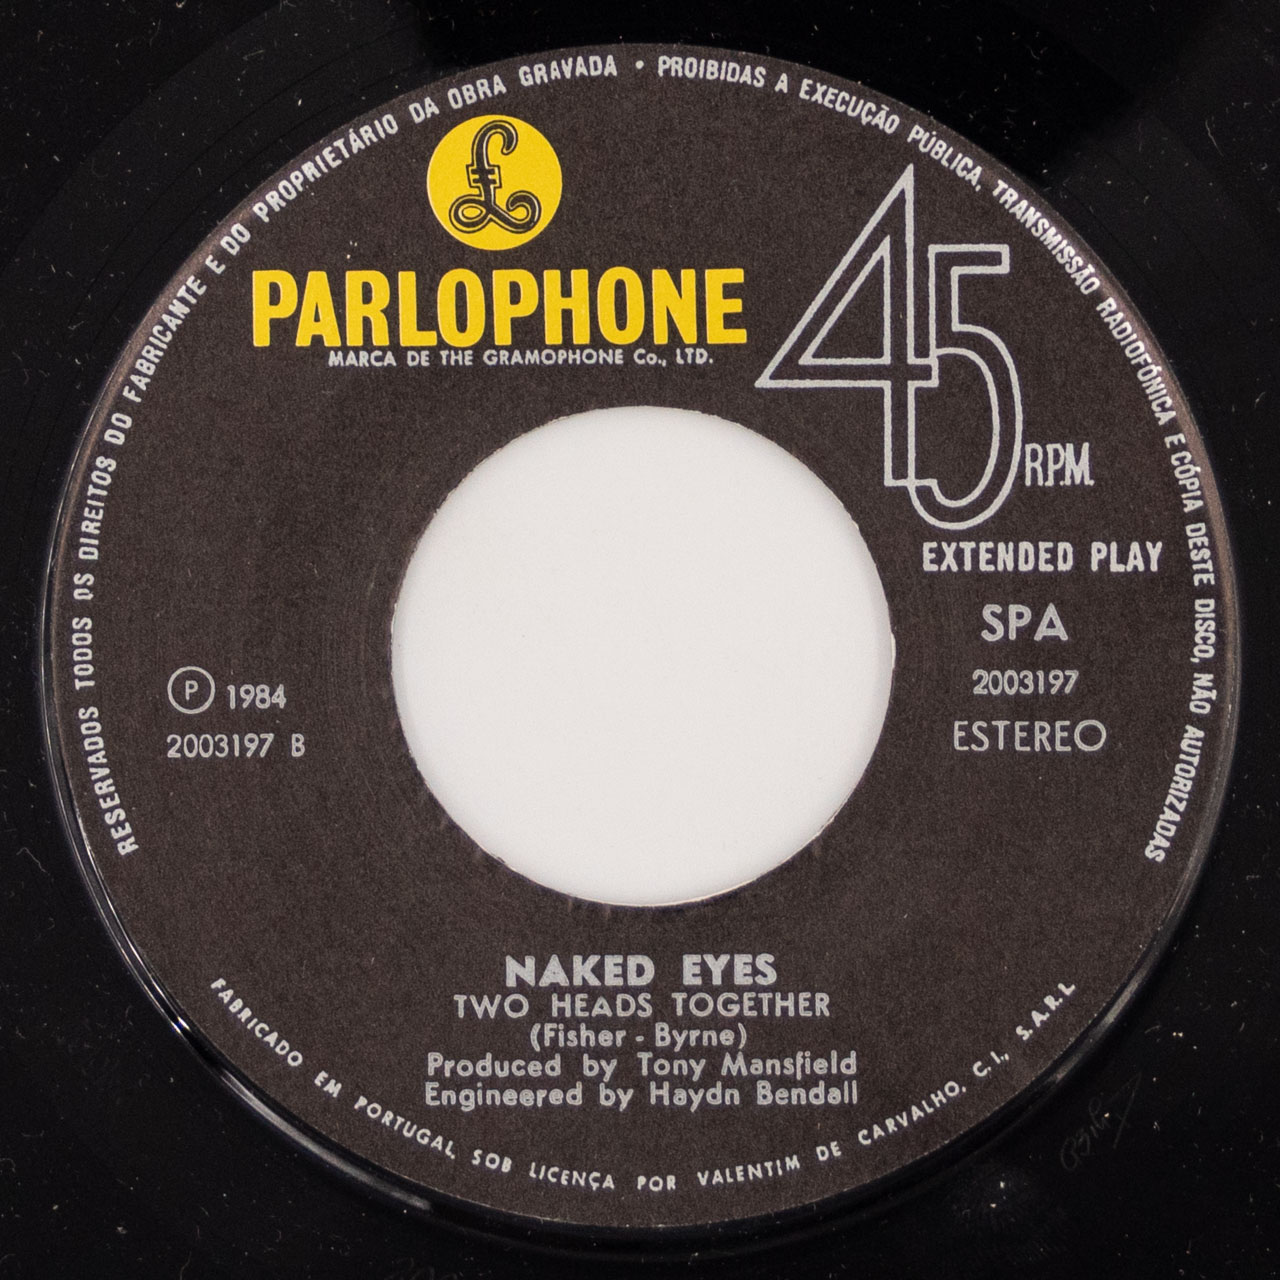 RESERVADOS TODOS OS DIREITOS DO FABRICANTE E DO PROPRIETÁRIO DA OBRA GRAVADA • PROIBIDAS A EXECUÇÃO PÚBLICA, TRANSMISSÃO RADIOFÓNICA E CÓPIA DESTE DISCO, NÃO AUTORIZADAS
£
PARLOPHONE
MARCA DE THE GRAMOPHONE Co., LTD.
45
R.P.M.
EXTENDED PLAY
SPA
2003197
ESTEREO
Ⓟ 1984
2003197 B
NAKED EYES
TWO HEADS TOGETHER
(Fisher - Byrne)
Produced by Tony Mansfield
Engineered by Haydn Bendall
FABRICADO EM PORTUGAL, SOB LICENÇA POR VALENTIM DE CARVALHO, C. I., S.A.R.L